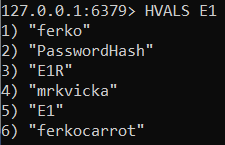 127.0.0.1:6379> HVALS E1
1) "ferko"
2) "PasswordHash"
3) "E1R"
4) "mrkvicka"
5) "E1"
6) "ferkocarrot"